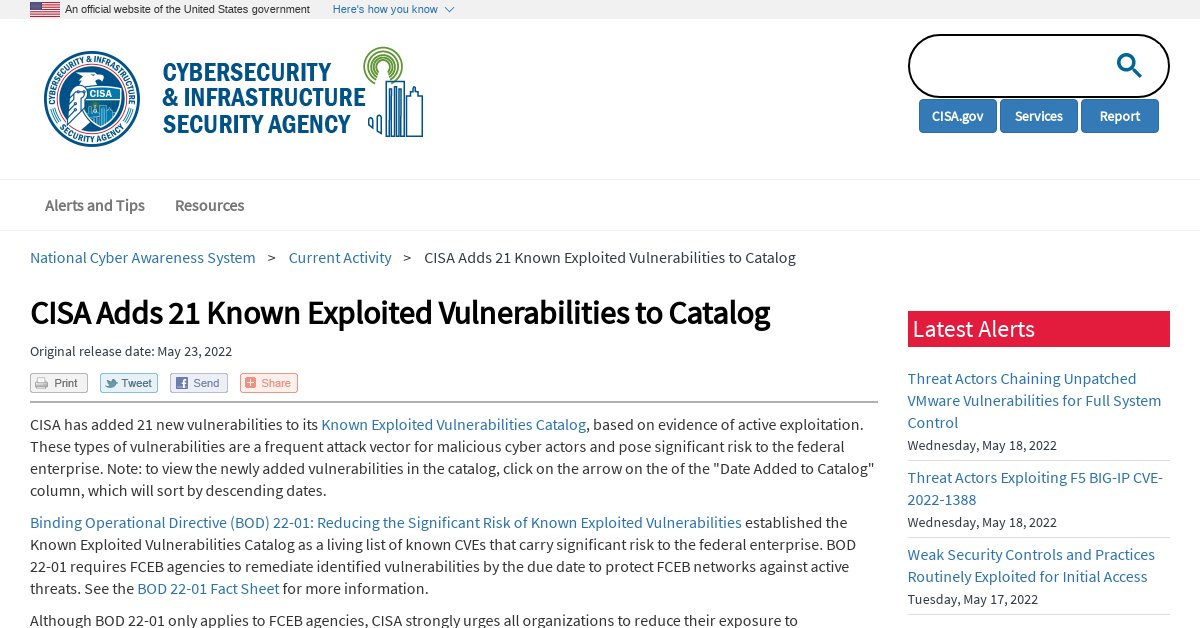 An official website of the United States government Here's how you know
CYBERSECURITY & INFRASTRUCTURE
CISA
SECURITY AGENCY
CYBERSECURITY
& INFRASTRUCTURE
SECURITY AGENCY
CISA.gov Services Report
Alerts and Tips Resources
National Cyber Awareness System > Current Activity > CISA Adds 21 Known Exploited Vulnerabilities to Catalog
CISA Adds 21 Known Exploited Vulnerabilities to Catalog
Original release date: May 23, 2022
Print Tweet Send Share
CISA has added 21 new vulnerabilities to its Known Exploited Vulnerabilities Catalog, based on evidence of active exploitation.
These types of vulnerabilities are a frequent attack vector for malicious cyber actors and pose significant risk to the federal
enterprise. Note: to view the newly added vulnerabilities in the catalog, click on the arrow on the of the "Date Added to Catalog"
column, which will sort by descending dates.
Binding Operational Directive (BOD) 22-01: Reducing the Significant Risk of Known Exploited Vulnerabilities established the
Known Exploited Vulnerabilities Catalog as a living list of known CVEs that carry significant risk to the federal enterprise. BOD
22-01 requires FCEB agencies to remediate identified vulnerabilities by the due date to protect FCEB networks against active
threats. See the BOD 22-01 Fact Sheet for more information.
Although BOD 22-01 only applies to FCEB agencies, CISA strongly urges all organizations to reduce their exposure to
Latest Alerts
Threat Actors Chaining Unpatched
VMware Vulnerabilities for Full System
Control
Wednesday, May 18, 2022
Threat Actors Exploiting F5 BIG-IP CVE-
2022-1388
Wednesday, May 18, 2022
Weak Security Controls and Practices
Routinely Exploited for Initial Access
Tuesday, May 17, 2022